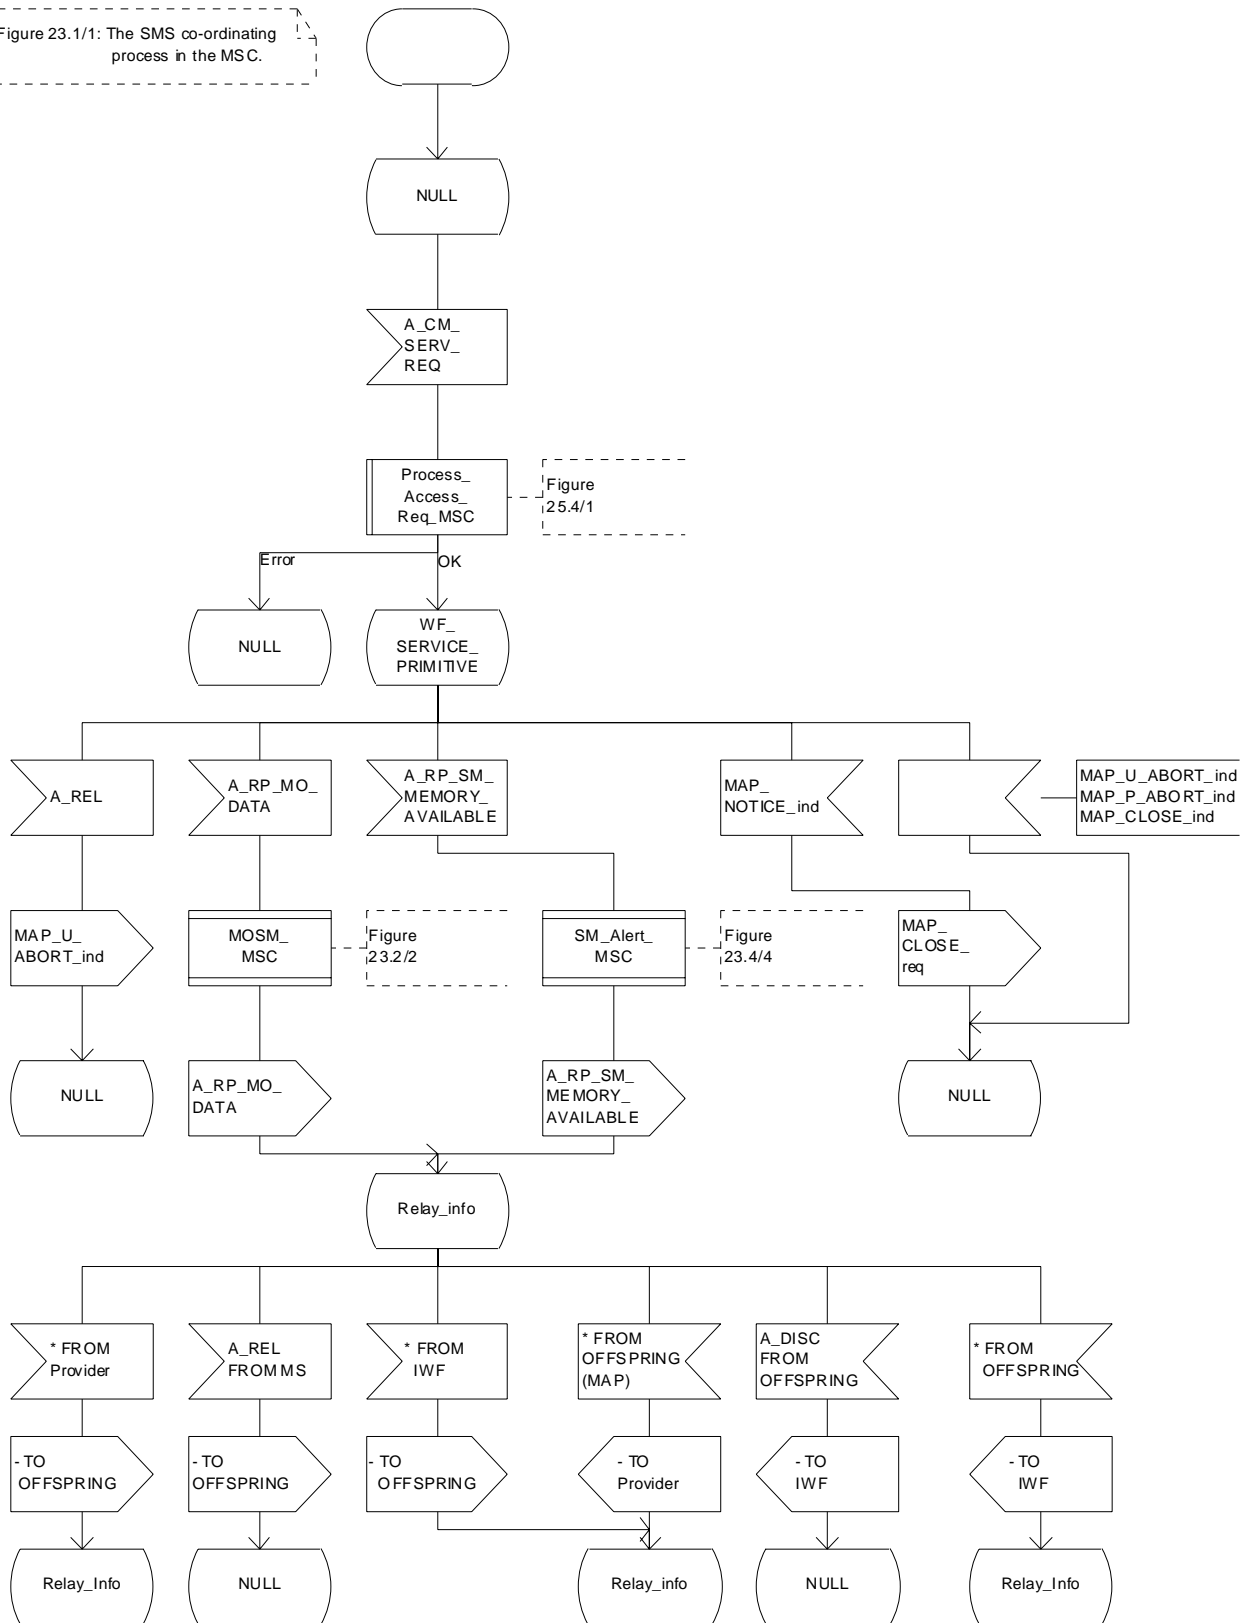 Figure 23.1/1: The SMS co-ordinating
process in the MSC.
NULL
A_CM_
SERV_
REQ
Process_
Access_
Req_MSC
Figure
25.4/1
Error
OK
NULL
WF_
SERVICE_
PRIMITIVE
A_REL
A_RP_MO_
DATA
A_RP_SM_
MEMORY_
AVAILABLE
MAP_
NOTICE_ind
MAP_U_ABORT_ind
MAP_P_ABORT_ind
MAP_CLOSE_ind
MAP_U_
ABORT_ind
MOSM_
MSC
Figure
23.2/2
SM_Alert_
MSC
Figure
23.4/4
MAP_
CLOSE_
req
NULL
A_RP_MO_
DATA
A_RP_SM_
MEMORY_
AVAILABLE
NULL
Relay_info
* FROM
Provider
A_REL
FROM MS
* FROM
IWF
* FROM
OFFSPRING
(MAP)
A_DISC
FROM
OFFSPRING
* FROM
OFFSPRING
- TO
OFFSPRING
- TO
OFFSPRING
- TO
OFFSPRING
- TO
Provider
- TO
IWF
- TO
IWF
Relay_Info
NULL
Relay_info
NULL
Relay_Info